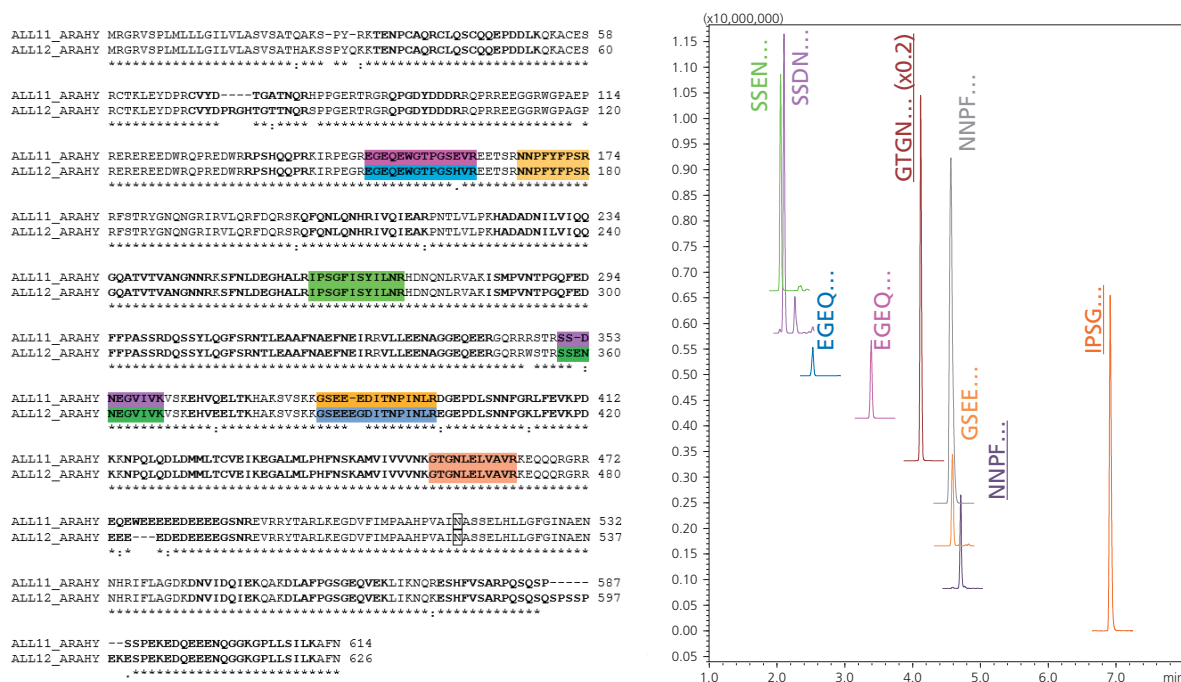 ALL11_ARAHY MRGRVSPLMLLLGILVLASVSATQAKS-PY-RKTENPCAQRCLQSCQQEPDDLKQKACES 58
ALL12_ARAHY MRGRVSPLMLLLGILVLASVSATHAKSSPYQKKTENPCAQRCLQSCQQEPDDLKQKACES 60
ALL11_ARAHY RCTKLEYDPRCVYD----TGATNQRHPPGERTRGRQPGDYDDDRRQPRREEGGRWGPAEP 114
ALL12_ARAHY RCTKLEYDPRCVYDPRGHTGTTNQRSPPGERTRGRQPGDYDDDRRQPRREEGGRWGPAGP 120
ALL11_ARAHY REREREEDWRQPREDWRRPSHQQPRKIRPEGREGEQEWGTPGSEVREETSRNNPFYFPSR 174
ALL12_ARAHY REREREEDWRQPREDWRRPSHQQPRKIRPEGREGEQEWGTPGSHVREETSRNNPFYFPSR 180
ALL11_ARAHY RFSTRYGNQNGRIRVLQRFDQRSKQFQNLQNHRIVQIEARPNTLVLPKHADADNILVIQQ 234
ALL12_ARAHY RFSTRYGNQNGRIRVLQRFDQRSRQFQNLQNHRIVQIEAKPNTLVLPKHADADNILVIQQ 240
ALL11_ARAHY GQATVTVANGNNRKSFNLDEGHALRIPSGFISYILNRHDNQNLRVAKISMPVNTPGQFED 294
ALL12_ARAHY GQATVTVANGNNRKSFNLDEGHALRIPSGFISYILNRHDNQNLRVAKISMPVNTPGQFED 300
ALL11_ARAHY FFPASSRDQSSYLQGFSRNTLEAAFNAEFNEIRRVLLEENAGGEQEERGQRRRSTRSS-D 353
ALL12_ARAHY FFPASSRDQSSYLQGFSRNTLEAAFNAEFNEIRRVLLEENAGGEQEERGQRRWSTRSSEN 360
ALL11_ARAHY NEGVIVKVSKEHVQELTKHAKSVSKKGSEE-EDITNPINLRDGEPDLSNNFGRLFEVKPD 412
ALL12_ARAHY NEGVIVKVSKEHVEELTKHAKSVSKKGSEEEGDITNPINLREGEPDLSNNFGKLFEVKPD 420
ALL11_ARAHY KKNPQLQDLDMMLTCVEIKEGALMLPHFNSKAMVIVVVNKGTGNLELVAVRKEQQQRGRR 472
ALL12_ARAHY KKNPQLQDLDMMLTCVEIKEGALMLPHFNSKAMVIVVVNKGTGNLELVAVRKEQQQRGRR 480
ALL11_ARAHY EQEWEEEEEDEEEEGSNREVRRYTARLKEGDVFIMPAAHPVAINASSELHLLGFGINAEN 532
ALL12_ARAHY EEE---EDEDEEEEGSNREVRRYTARLKEGDVFIMPAAHPVAINASSELHLLGFGINAEN 537
ALL11_ARAHY NHRIFLAGDKDNVIDQIEKQAKDLAFPGSGEQVEKLIKNQRESHFVSARPQSQSP----- 587
ALL12_ARAHY NHRIFLAGDKDNVIDQIEKQAKDLAFPGSGEQVEKLIKNQKESHFVSARPQSQSQSPSSP 597
ALL11_ARAHY --SSPEKEDQEEENQGGKGPLLSILKAFN 614
ALL12_ARAHY EKESPEKEDQEEENQGGKGPLLSILKAFN 626
(x10,000,000)
1.15
1.10
1.05
1.00
0.95
0.90
0.85
0.80
0.75
0.70
0.65
0.60
0.55
0.50
0.45
0.40
0.35
0.30
0.25
0.20
0.15
0.10
0.05
0.00
0.05
SSEN...
SSDN...
EGEQ...
EGEQ...
GTGN... (x0.2)
NNPF...
GSEE...
NNPF...
IPSG...
1.0 2.0 3.0 4.0 5.0 6.0 7.0 min